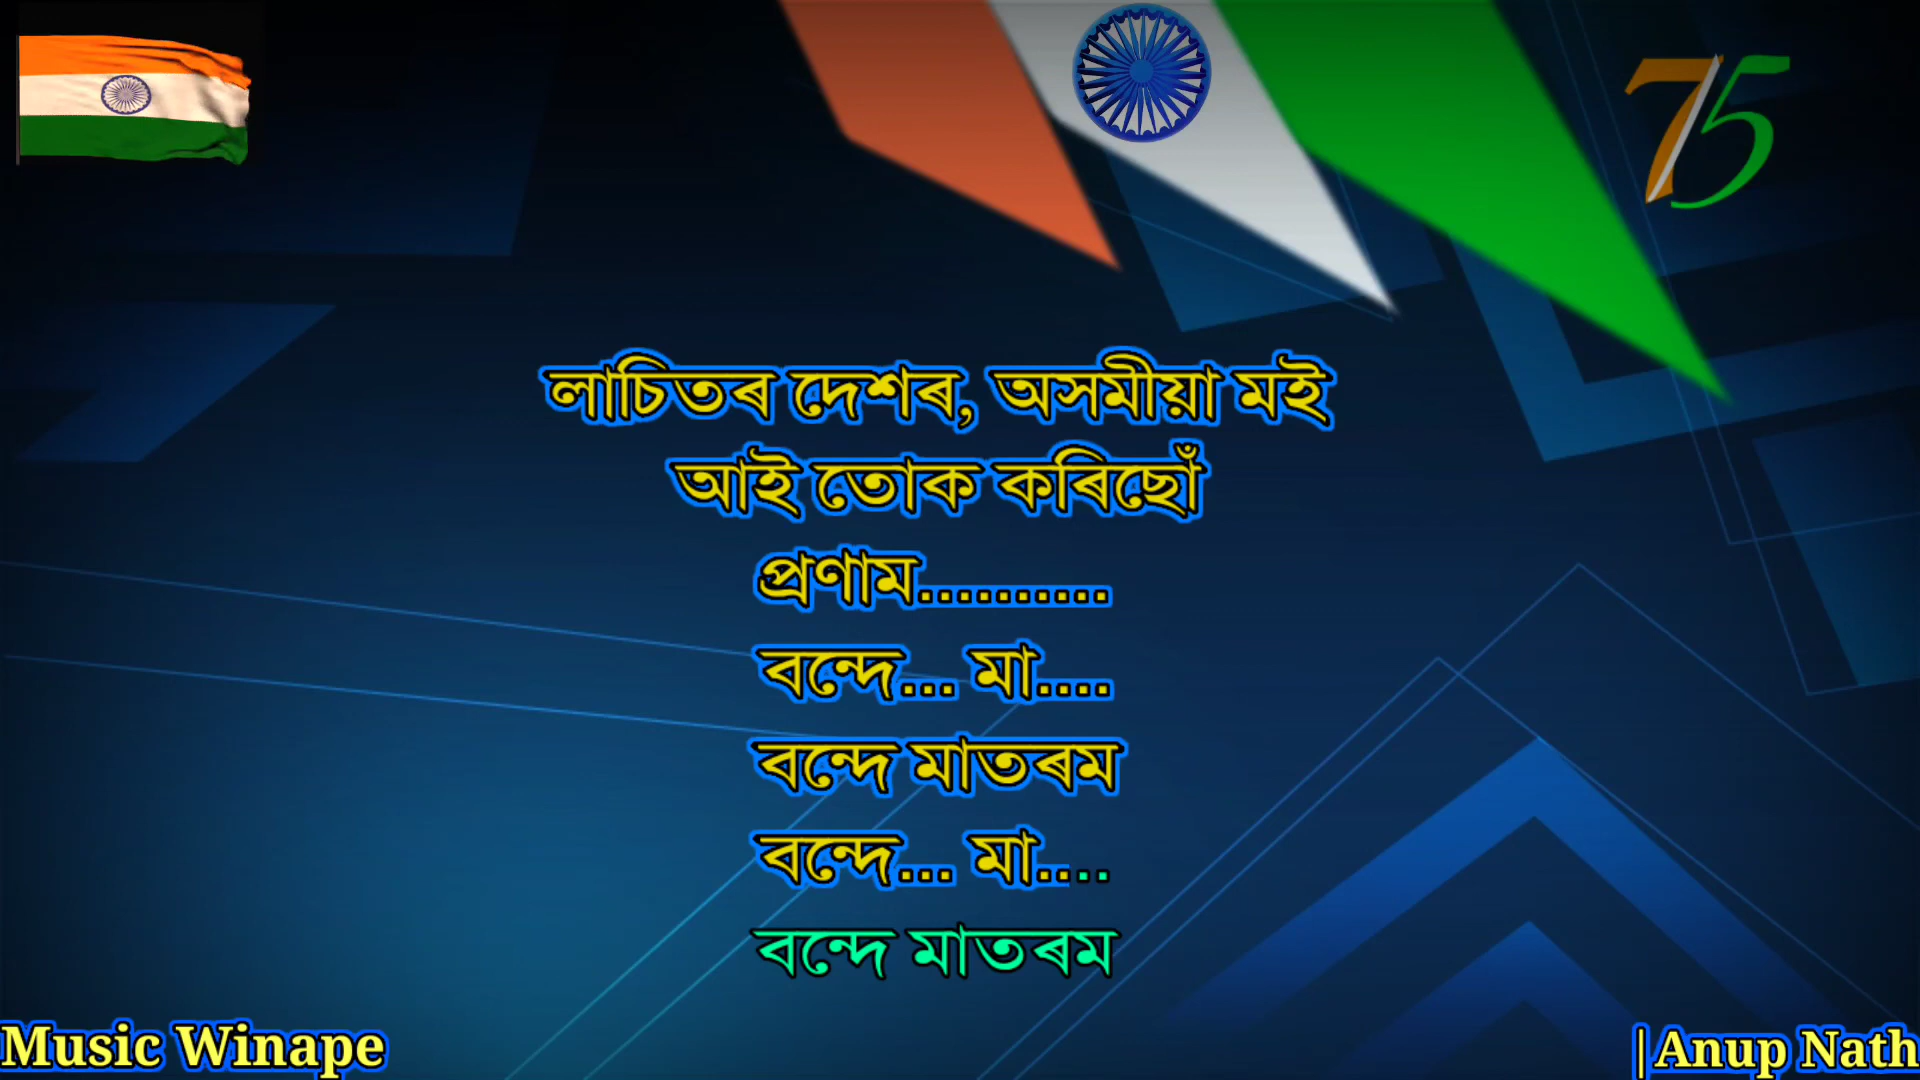 75
লাচিতৰ দেশৰ, অসমীয়া মই
আই তোক কৰিছোঁ
প্ৰণাম..........
বন্দে... মা....
বন্দে মাতৰম
বন্দে... মা....
বন্দে মাতৰম
Music Winape
|Anup Nath